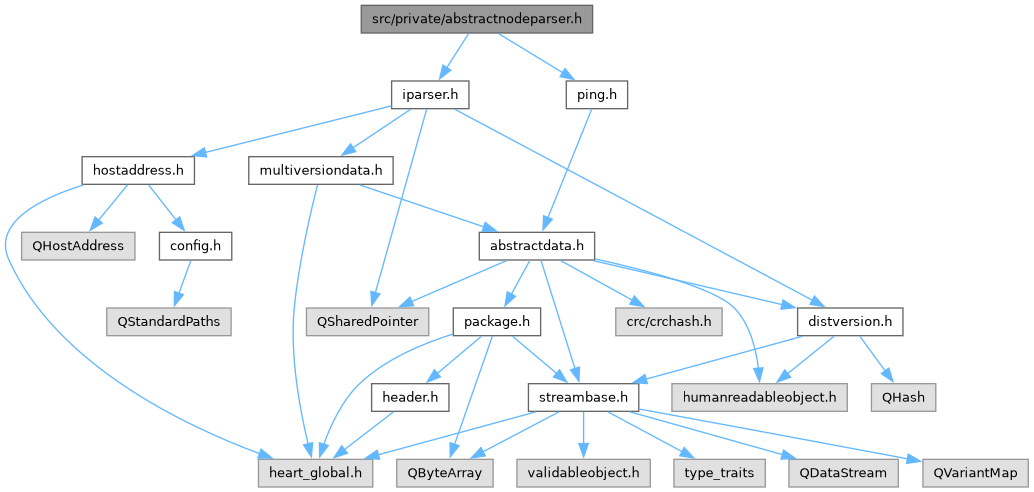 src/private/abstractnodeparser.h
iparser.h
ping.h
hostaddress.h
multiversiondata.h
QHostAddress
config.h
abstractdata.h
QStandardPaths
QSharedPointer
package.h
crc/crchash.h
distversion.h
header.h
streambase.h
humanreadableobject.h
QHash
heart_global.h
QByteArray
validableobject.h
type_traits
QDataStream
QVariantMap